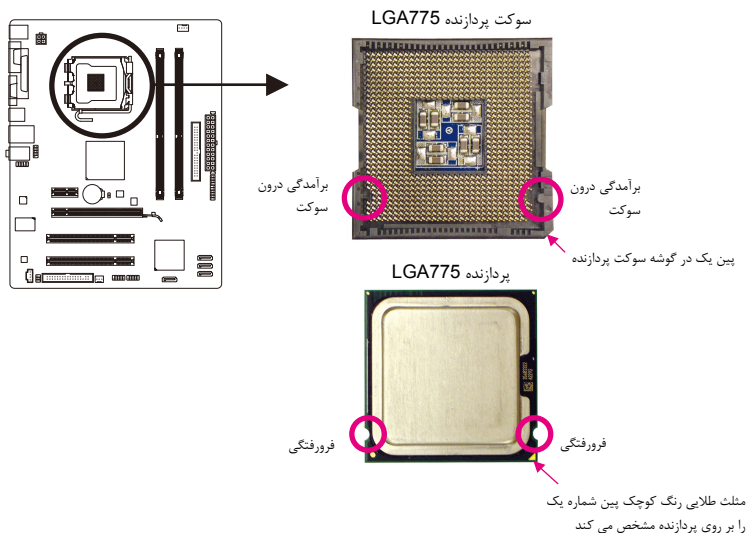 سوکت پردازنده LGA775
برآمدگی درون
سوکت
برآمدگی درون
سوکت
پین یک در گوشه سوکت پردازنده
پردازنده LGA775
فرورفتگی
فرورفتگی
مثلث طلایی رنگ کوچک پین شماره یک
را بر روی پردازنده مشخص می کند